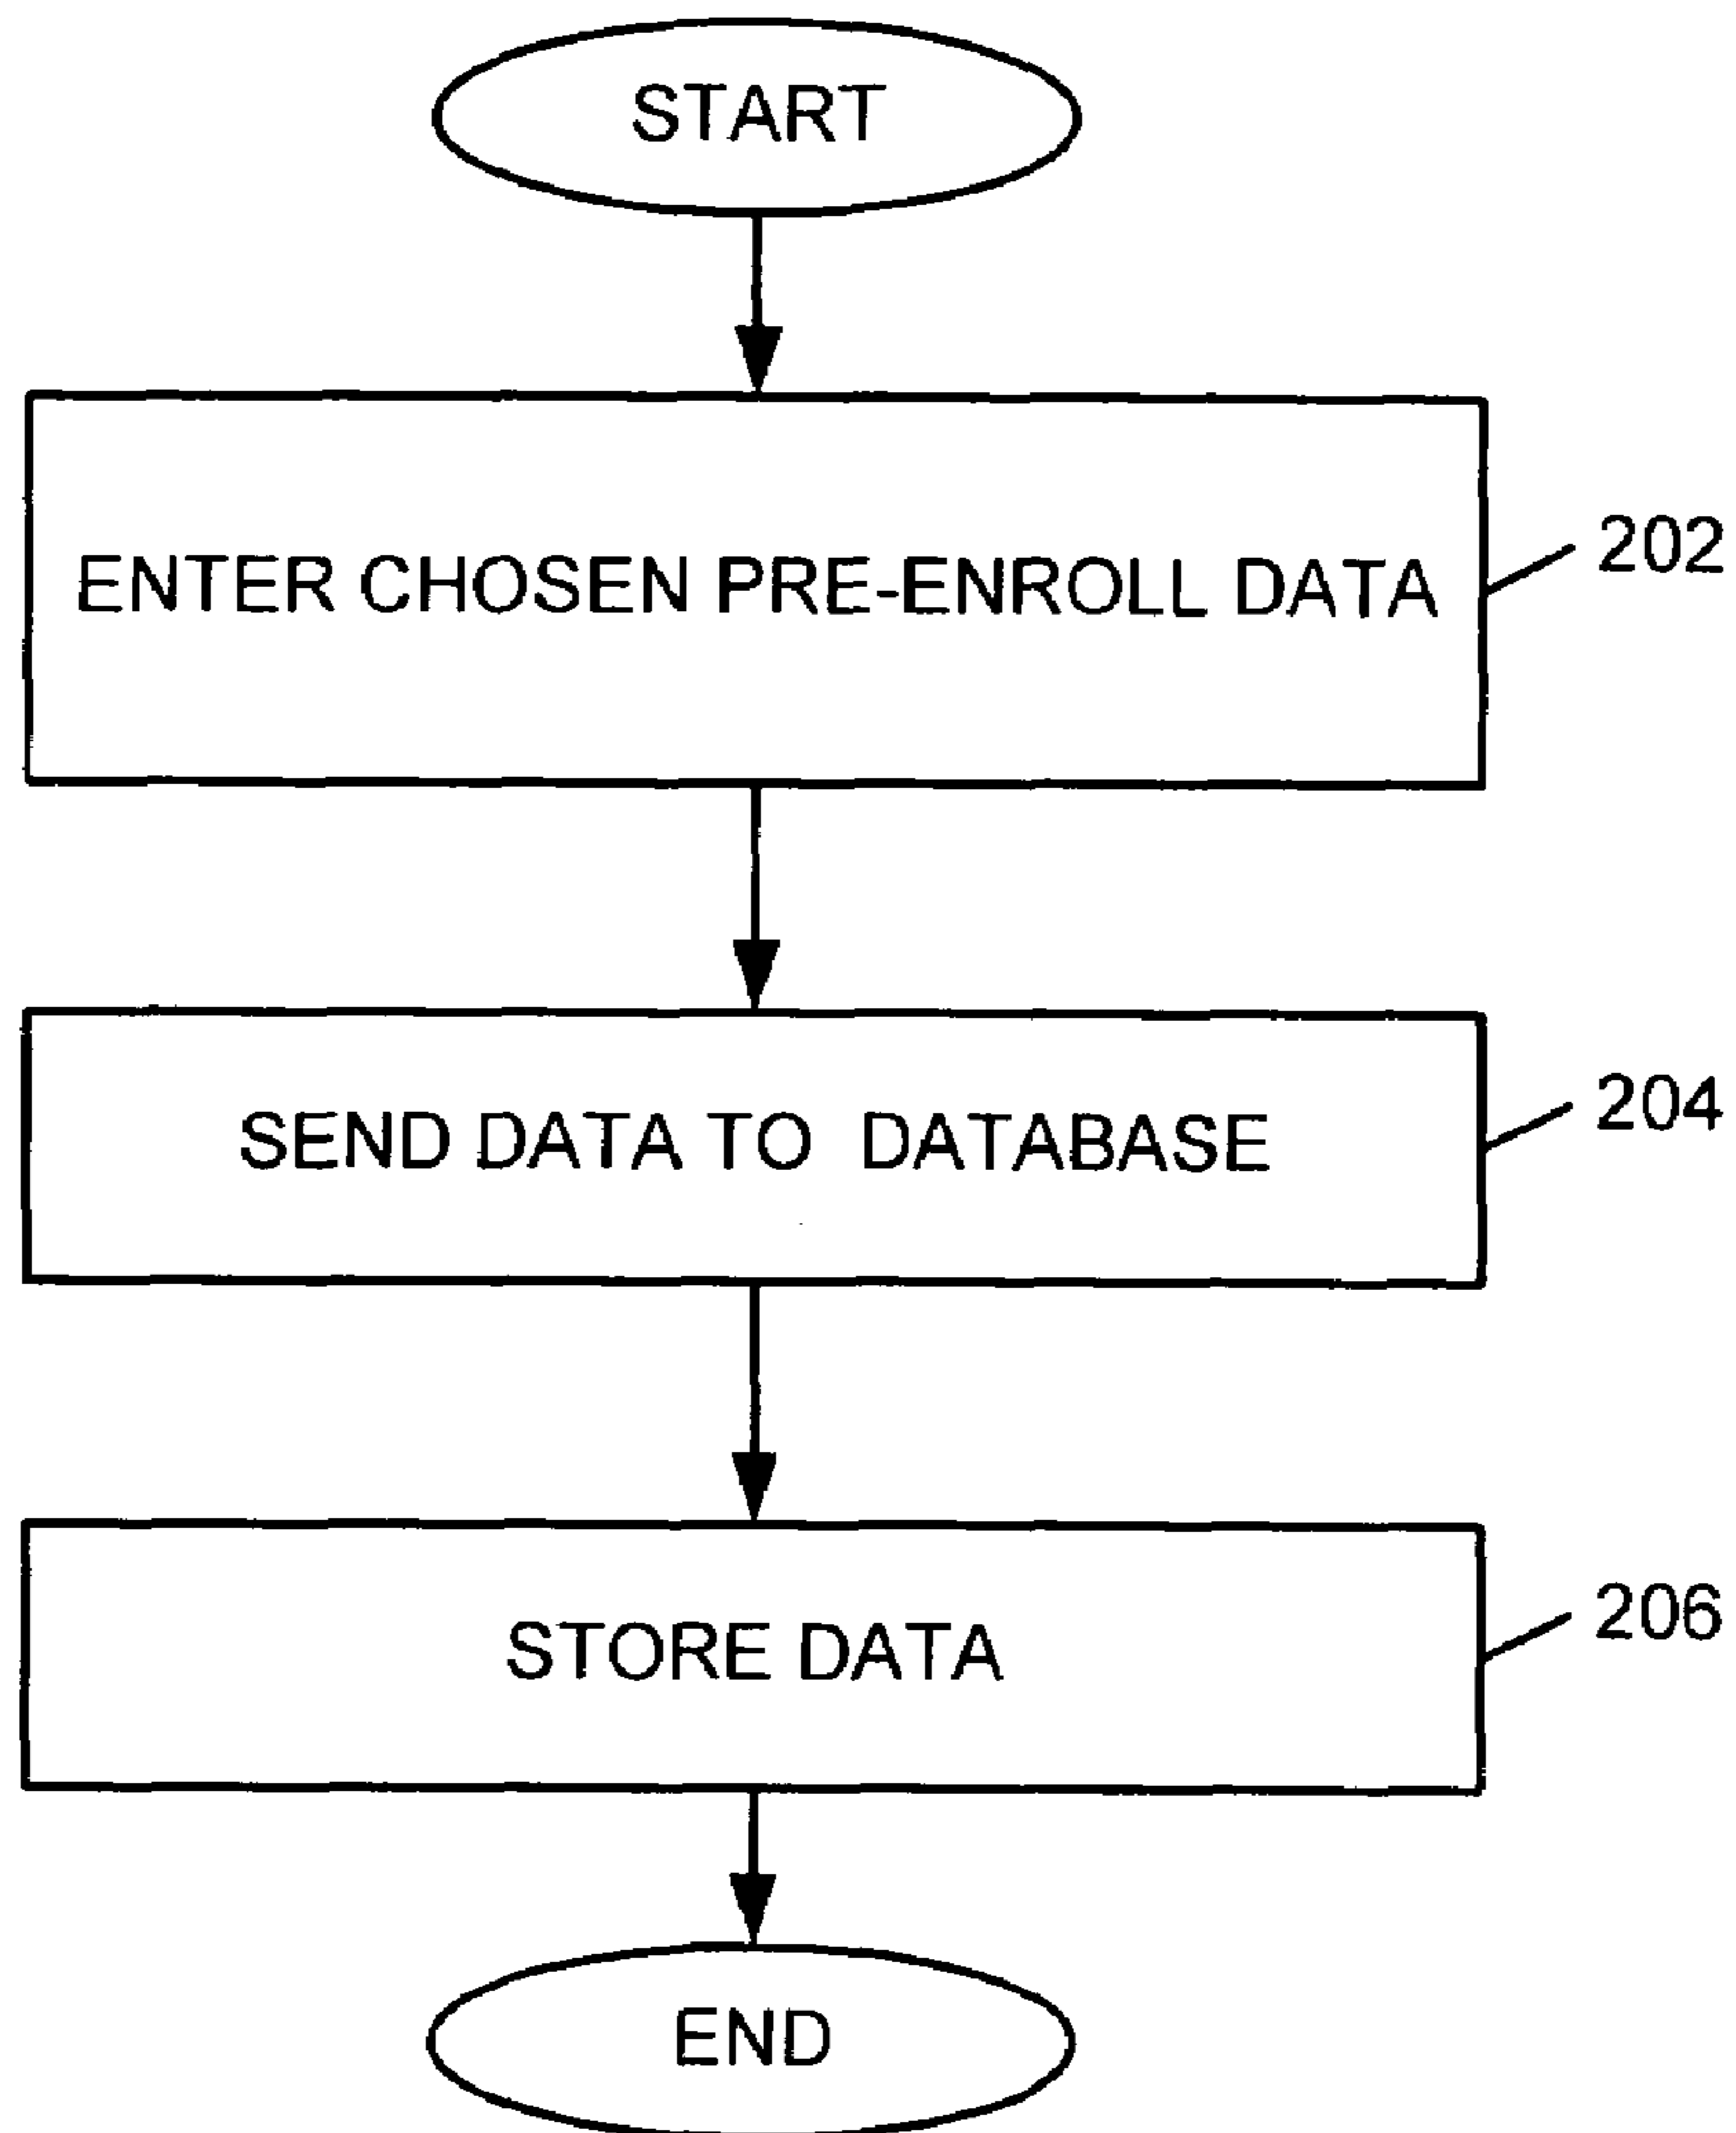 START
ENTER CHOSEN PRE-ENROLL DATA
202
SEND DATA TO DATABASE
204
STORE DATA
206
END